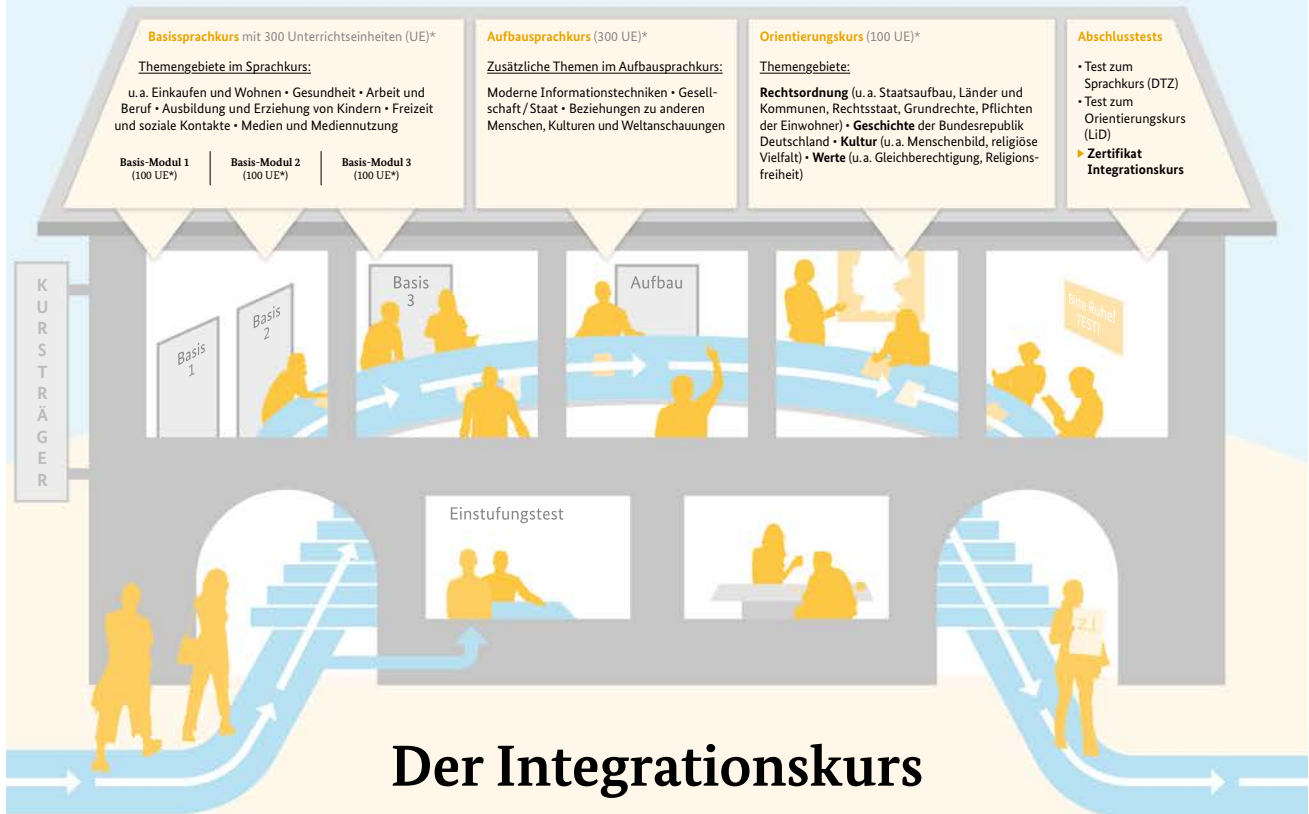 Basissprachkurs mit 300 Unterrichtseinheiten (UE)*
Themengebiete im Sprachkurs:
u. a. Einkaufen und Wohnen • Gesundheit • Arbeit und
Beruf • Ausbildung und Erziehung von Kindern • Freizeit
und soziale Kontakte • Medien und Mediennutzung
Basis-Modul 1
(100 UE*)
Basis-Modul 2
(100 UE*)
Basis-Modul 3
(100 UE*)
Aufbausprachkurs (300 UE)*
Zusätzliche Themen im Aufbausprachkurs:
Moderne Informationstechniken • Gesell-
schaft / Staat • Beziehungen zu anderen
Menschen, Kulturen und Weltanschauungen
Orientierungskurs (100 UE)*
Themengebiete:
Rechtsordnung (u. a. Staatsaufbau, Länder und
Kommunen, Rechtsstaat, Grundrechte, Pflichten
der Einwohner) • Geschichte der Bundesrepublik
Deutschland • Kultur (u. a. Menschenbild, religiöse
Vielfalt) • Werte (u. a. Gleichberechtigung, Religions-
freiheit)
Abschlusstests
• Test zum
Sprachkurs (DTZ)
• Test zum
Orientierungskurs
(LiD)
Zertifikat
Integrationskurs
KURSTRÄGER
Basis
1
Basis
2
Basis
3
Aufbau
Bitte Ruhe!
TEST!
Einstufungstest
Z.I
Der Integrationskurs